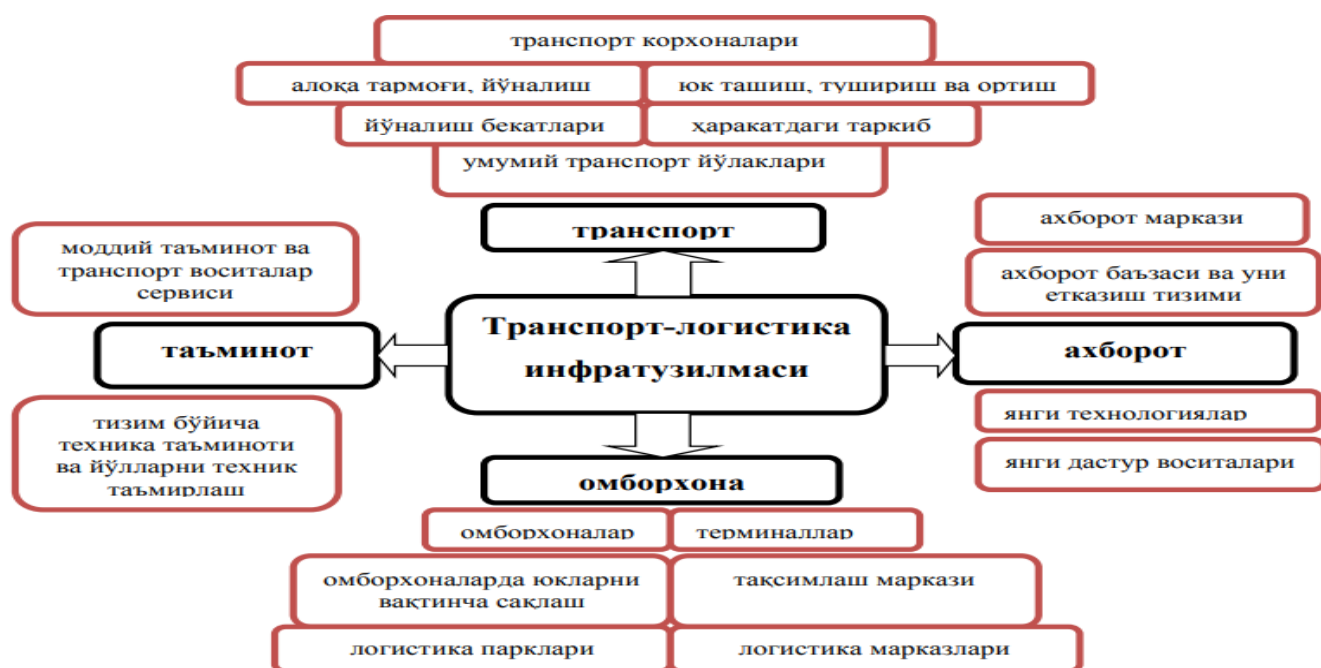 транспорт корхоналари
алоқа тармоғи, йўналиш
юк ташиш, тушириш ва ортиш
йўналиш бекатлари
ҳаракатдаги таркиб
умумий транспорт йўлаклари
транспорт
моддий таъминот ва
транспорт воситалар
сервиси
таъминот
тизим бўйича
техника таъминоти
ва йўлларни техник
таъмирлаш
Транспорт-логистика
инфратузилмаси
ахборот маркази
ахборот баъзаси ва уни
етказиш тизими
ахборот
янги технологиялар
янги дастур воситалари
омборхона
омборхоналар
терминаллар
омборхоналарда юкларни
вақтинча сақлаш
тақсимлаш маркази
логистика парклари
логистика марказлари